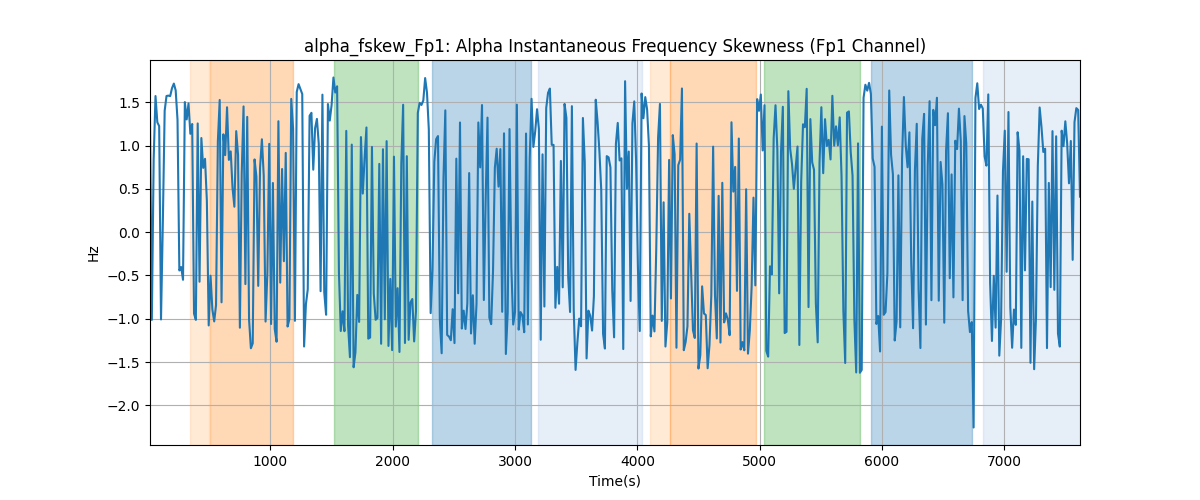 alpha_fskew_Fp1: Alpha Instantaneous Frequency Skewness (Fp1 Channel)
1.5
1.0
0.5
0.0
−0.5
−1.0
−1.5
−2.0
Hz
1000 2000 3000 4000 5000 6000 7000
Time(s)